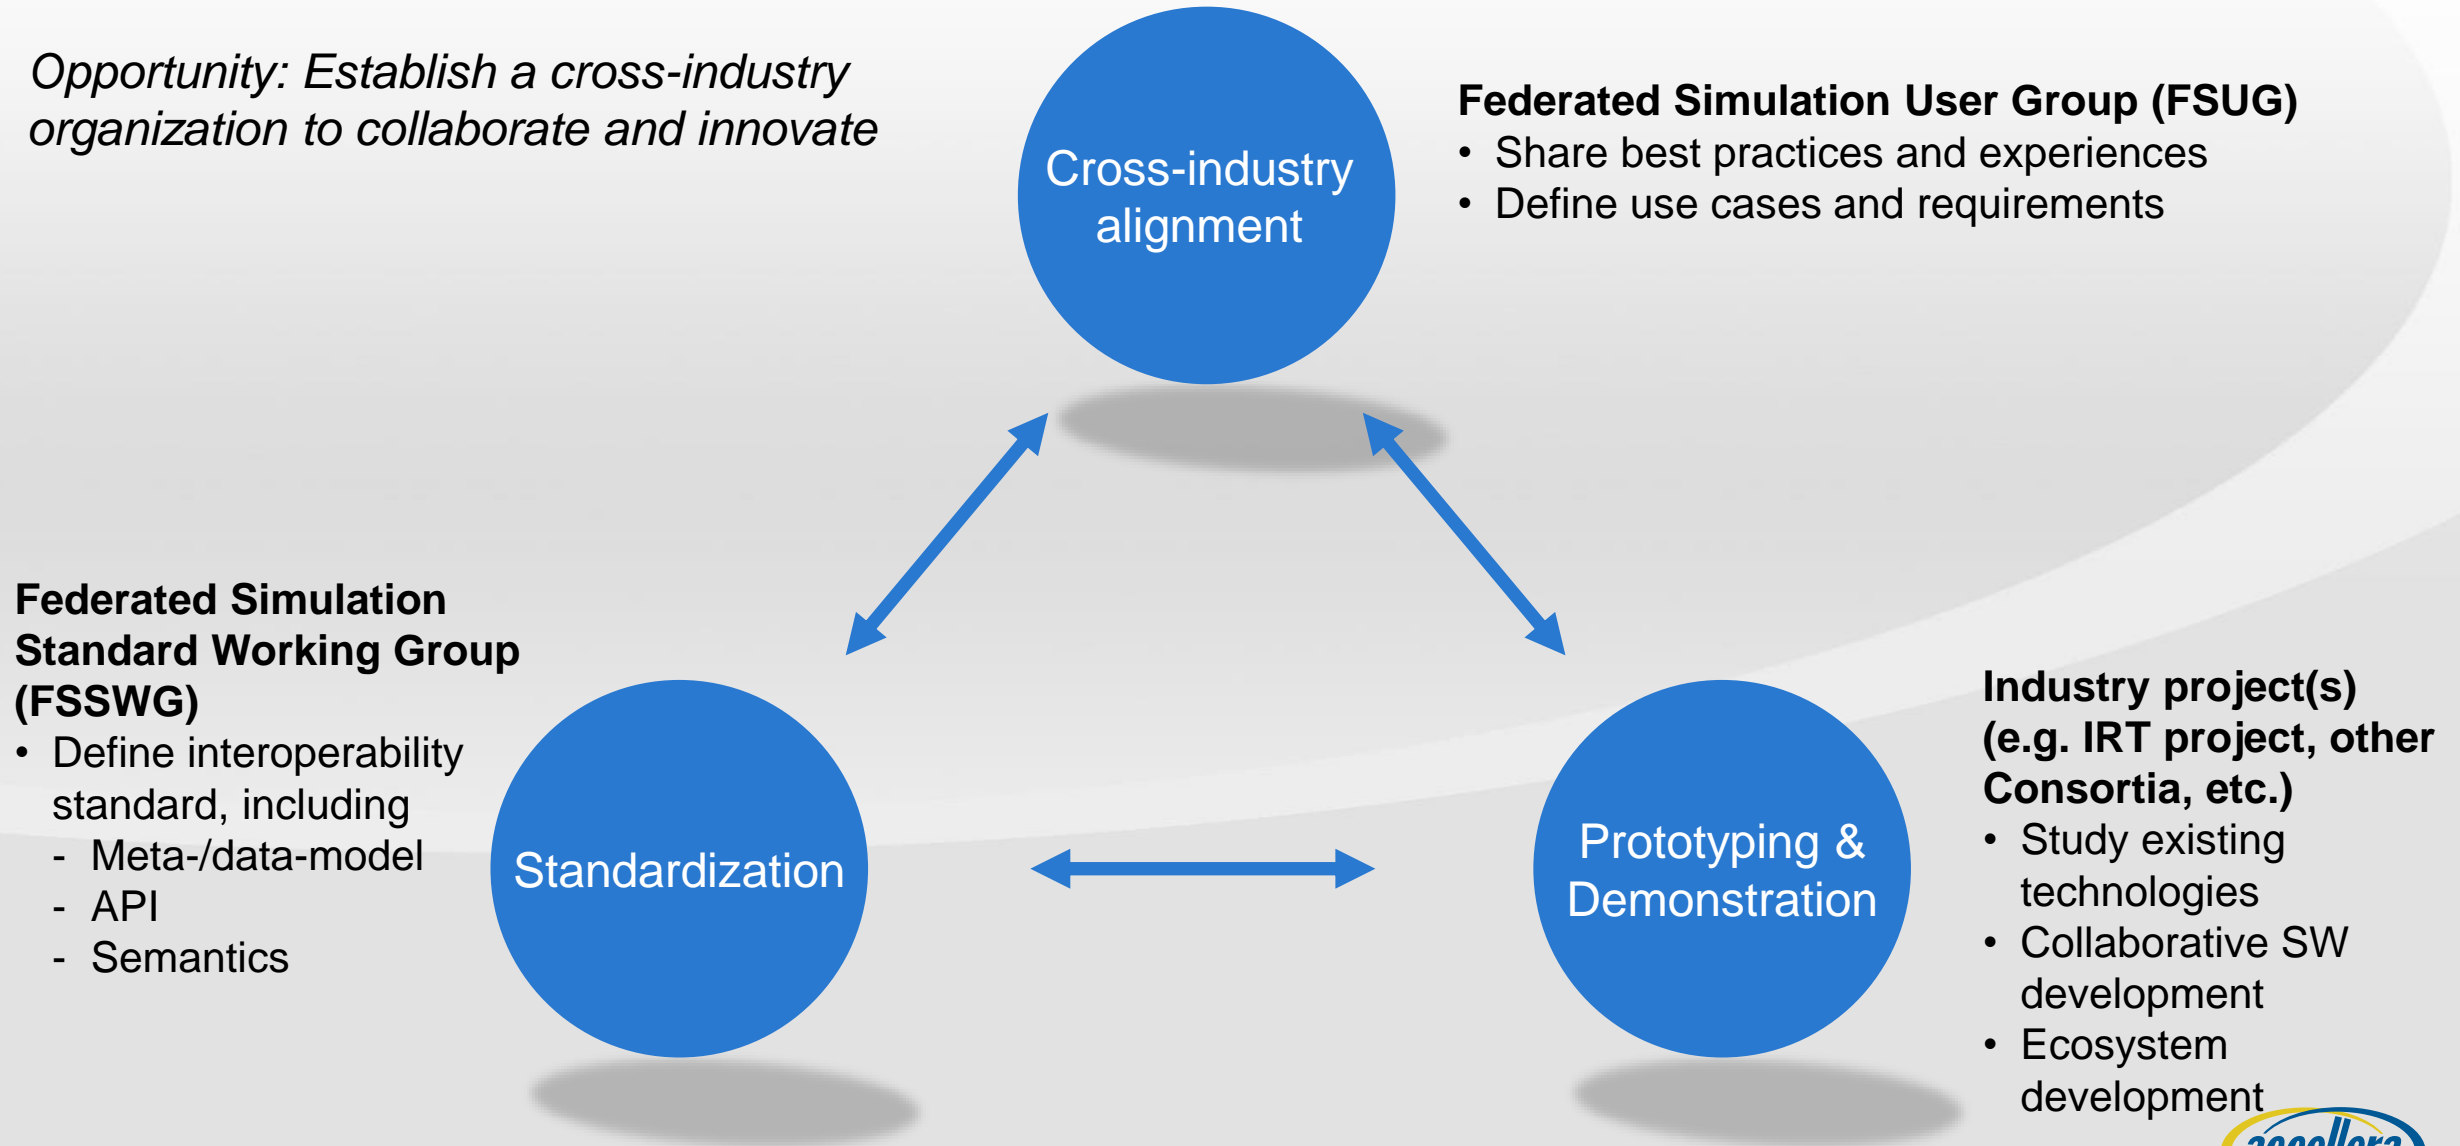 Opportunity: Establish a cross-industry
organization to collaborate and innovate
Cross-industry
alignment
Federated Simulation User Group (FSUG)
• Share best practices and experiences
• Define use cases and requirements
Federated Simulation
Standard Working Group
(FSSWG)
• Define interoperability
standard, including
- Meta-/data-model
- API
- Semantics
Standardization
Prototyping &
Demonstration
Industry project(s)
(e.g. IRT project, other
Consortia, etc.)
• Study existing
technologies
• Collaborative SW
development
• Ecosystem
development
accellera